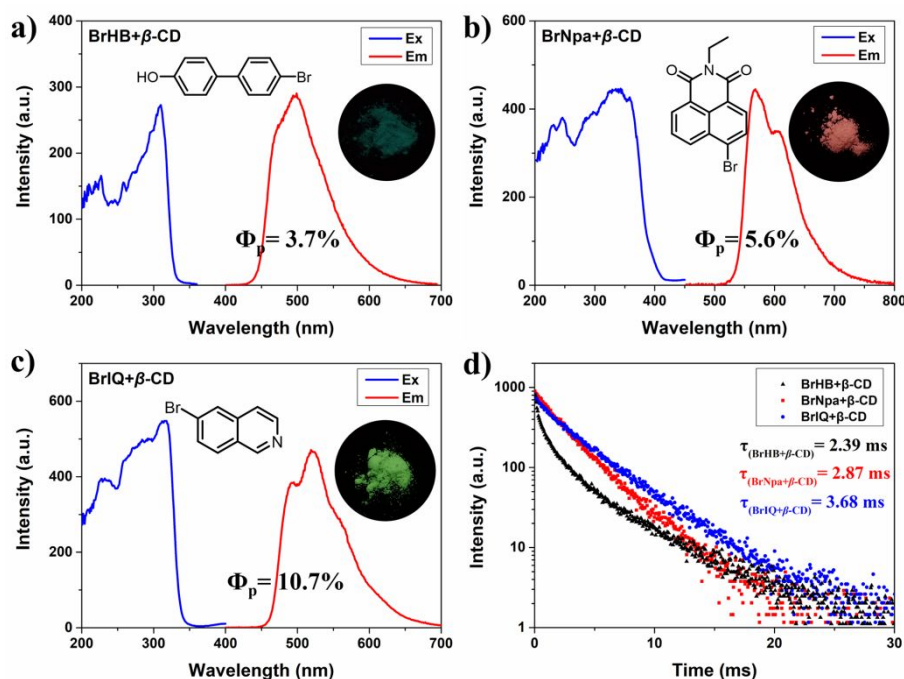 a)
BrHB+β-CD
Ex
Em
HO
Br
Φp= 3.7%
Intensity (a.u.)
400
300
200
100
0
200 300 400 500 600 700
Wavelength (nm)
b)
BrNpa+β-CD
Ex
Em
O N O
Br
Φp= 5.6%
Intensity (a.u.)
600
400
200
0
200 300 400 500 600 700 800
Wavelength (nm)
c)
BrIQ+β-CD
Ex
Em
Br
N
Φp= 10.7%
Intensity (a.u.)
600
400
200
0
200 300 400 500 600 700
Wavelength (nm)
d)
BrHB+β-CD
BrNpa+β-CD
BrIQ+β-CD
τ(BrHB+β-CD)= 2.39 ms
τ(BrNpa+β-CD)= 2.87 ms
τ(BrIQ+β-CD)= 3.68 ms
Intensity (a.u.)
1000
100
10
1
0 10 20 30
Time (ms)